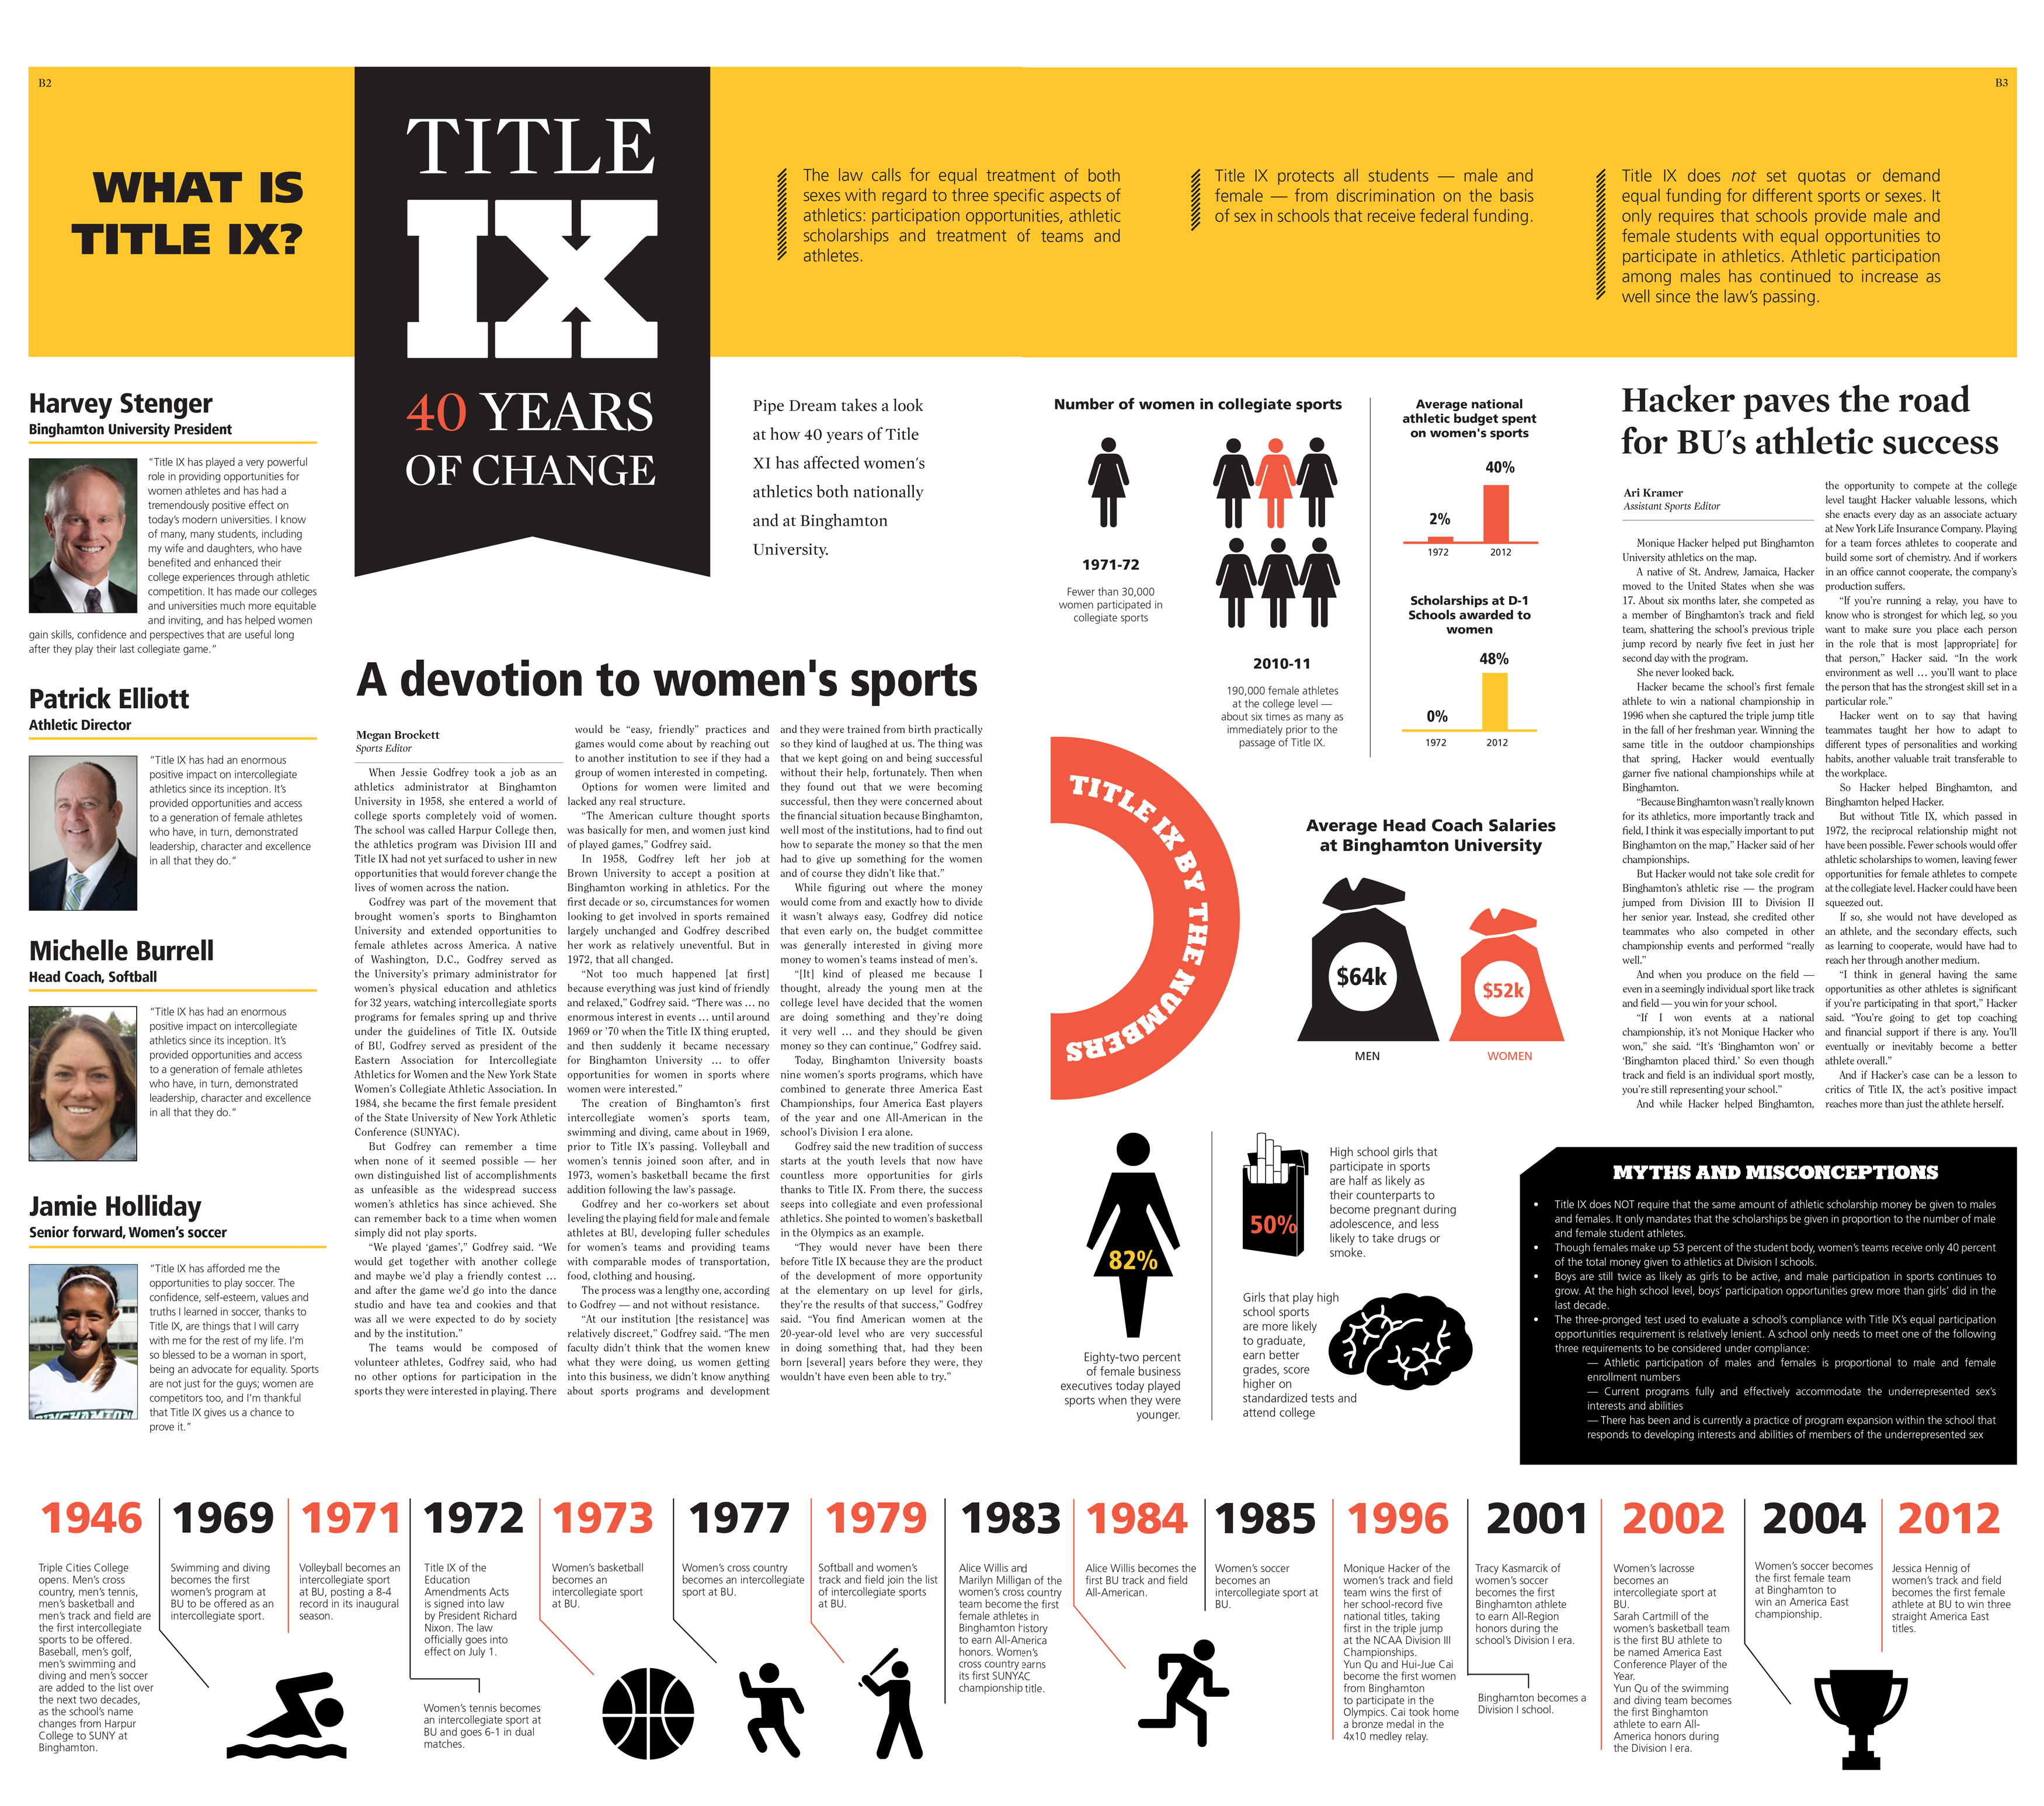 B2
B3
WHAT IS
TITLE IX?
TITLE
IX
40 YEARS
OF CHANGE
The law calls for equal treatment of both
sexes with regard to three specific aspects of
athletics: participation opportunities, athletic
scholarships and treatment of teams and
athletes.
Title IX protects all students — male and
female — from discrimination on the basis
of sex in schools that receive federal funding.
Title IX does not set quotas or demand
equal funding for different sports or sexes. It
only requires that schools provide male and
female students with equal opportunities to
participate in athletics. Athletic participation
among males has continued to increase as
well since the law's passing.
Harvey Stenger
Binghamton University President
“Title IX has played a very powerful
role in providing opportunities for
women athletes and has had a
tremendously positive effect on
today's modern universities. I know
of many, many students, including
my wife and daughters, who have
benefited and enhanced their
college experiences through athletic
competition. It has made our colleges
and universities much more equitable
and inviting, and has helped women
gain skills, confidence and perspectives that are useful long
after they play their last collegiate game.”
Patrick Elliott
Athletic Director
“Title IX has had an enormous
positive impact on intercollegiate
athletics since its inception. It's
provided opportunities and access
to a generation of female athletes
who have, in turn, demonstrated
leadership, character and excellence
in all that they do.”
Michelle Burrell
Head Coach, Softball
“Title IX has had an enormous
positive impact on intercollegiate
athletics since its inception. It's
provided opportunities and access
to a generation of female athletes
who have, in turn, demonstrated
leadership, character and excellence
in all that they do.”
Jamie Holliday
Senior forward, Women's soccer
“Title IX has afforded me the
opportunities to play soccer. The
confidence, self-esteem, values and
truths I learned in soccer, thanks to
Title IX, are things that I will carry
with me for the rest of my life. I'm
so blessed to be a woman in sport,
being an advocate for equality. Sports
are not just for the guys; women are
competitors too, and I'm thankful
that Title IX gives us a chance to
prove it.”
BINGHAMTON
Pipe Dream takes a look
at how 40 years of Title
XI has affected women's
athletics both nationally
and at Binghamton
University.
A devotion to women's sports
Megan Brockett
Sports Editor
When Jessie Godfrey took a job as an
athletics administrator at Binghamton
University in 1958, she entered a world of
college sports completely void of women.
The school was called Harpur College then,
the athletics program was Division III and
Title IX had not yet surfaced to usher in new
opportunities that would forever change the
lives of women across the nation.
Godfrey was part of the movement that
brought women's sports to Binghamton
University and extended opportunities to
female athletes across America. A native
of Washington, D.C., Godfrey served as
the University's primary administrator for
women's physical education and athletics
for 32 years, watching intercollegiate sports
programs for females spring up and thrive
under the guidelines of Title IX. Outside
of BU, Godfrey served as president of the
Eastern Association for Intercollegiate
Athletics for Women and the New York State
Women's Collegiate Athletic Association. In
1984, she became the first female president
of the State University of New York Athletic
Conference (SUNYAC).
But Godfrey can remember a time
when none of it seemed possible — her
own distinguished list of accomplishments
as unfeasible as the widespread success
women's athletics has since achieved. She
can remember back to a time when women
simply did not play sports.
“We played ‘games’,” Godfrey said. “We
would get together with another college
and maybe we'd play a friendly contest …
and after the game we'd go into the dance
studio and have tea and cookies and that
was all we were expected to do by society
and by the institution.”
The teams would be composed of
volunteer athletes, Godfrey said, who had
no other options for participation in the
sports they were interested in playing. There
would be “easy, friendly” practices and
games would come about by reaching out
to another institution to see if they had a
group of women interested in competing.
Options for women were limited and
lacked any real structure.
“The American culture thought sports
was basically for men, and women just kind
of played games,” Godfrey said.
In 1958, Godfrey left her job at
Brown University to accept a position at
Binghamton working in athletics. For the
first decade or so, circumstances for women
looking to get involved in sports remained
largely unchanged and Godfrey described
her work as relatively uneventful. But in
1972, that all changed.
“Not too much happened [at first]
because everything was just kind of friendly
and relaxed,” Godfrey said. “There was … no
enormous interest in events … until around
1969 or '70 when the Title IX thing erupted,
and then suddenly it became necessary
for Binghamton University … to offer
opportunities for women in sports where
women were interested.”
The creation of Binghamton's first
intercollegiate women's sports team,
swimming and diving, came about in 1969,
prior to Title IX's passing. Volleyball and
women's tennis joined soon after, and in
1973, women's basketball became the first
addition following the law's passage.
Godfrey and her co-workers set about
leveling the playing field for male and female
athletes at BU, developing fuller schedules
for women's teams and providing teams
with comparable modes of transportation,
food, clothing and housing.
The process was a lengthy one, according
to Godfrey — and not without resistance.
“At our institution [the resistance] was
relatively discreet,” Godfrey said. “The men
faculty didn't think that the women knew
what they were doing, us women getting
into this business, we didn't know anything
about sports programs and development
and they were trained from birth practically
so they kind of laughed at us. The thing was
that we kept going on and being successful
without their help, fortunately. Then when
they found out that we were becoming
successful, then they were concerned about
the financial situation because Binghamton,
well most of the institutions, had to find out
how to separate the money so that the men
had to give up something for the women
and of course they didn't like that.”
While figuring out where the money
would come from and exactly how to divide
it wasn't always easy, Godfrey did notice
that even early on, the budget committee
was generally interested in giving more
money to women's teams instead of men's.
“[It] kind of pleased me because I
thought, already the young men at the
college level have decided that the women
are doing something and they're doing
it very well … and they should be given
money so they can continue,” Godfrey said.
Today, Binghamton University boasts
nine women's sports programs, which have
combined to generate three America East
Championships, four America East players
of the year and one All-American in the
school's Division I era alone.
Godfrey said the new tradition of success
starts at the youth levels that now have
countless more opportunities for girls
thanks to Title IX. From there, the success
seeps into collegiate and even professional
athletics. She pointed to women's basketball
in the Olympics as an example.
“They would never have been there
before Title IX because they are the product
of the development of more opportunity
at the elementary on up level for girls,
they're the results of that success,” Godfrey
said. “You find American women at the
20-year-old level who are very successful
in doing something that, had they been
born [several] years before they were, they
wouldn't have even been able to try.”
Number of women in collegiate sports
1971-72
Fewer than 30,000
women participated in
collegiate sports
2010-11
190,000 female athletes
at the college level —
about six times as many as
immediately prior to the
passage of Title IX.
Average national
athletic budget spent
on women's sports
40%
2%
1972
2012
Scholarships at D-1
Schools awarded to
women
48%
0%
1972
2012
TITLE IX BY THE NUMBERS
Average Head Coach Salaries
at Binghamton University
$64k
$52k
MEN
WOMEN
82%
Eighty-two percent
of female business
executives today played
sports when they were
younger.
50%
High school girls that
participate in sports
are half as likely as
their counterparts to
become pregnant during
adolescence, and less
likely to take drugs or
smoke.
Girls that play high
school sports
are more likely
to graduate,
earn better
grades, score
higher on
standardized tests and
attend college
Hacker paves the road
for BU's athletic success
Ari Kramer
Assistant Sports Editor
Monique Hacker helped put Binghamton
University athletics on the map.
A native of St. Andrew, Jamaica, Hacker
moved to the United States when she was
17. About six months later, she competed as
a member of Binghamton's track and field
team, shattering the school's previous triple
jump record by nearly five feet in just her
second day with the program.
She never looked back.
Hacker became the school's first female
athlete to win a national championship in
1996 when she captured the triple jump title
in the fall of her freshman year. Winning the
same title in the outdoor championships
that spring, Hacker would eventually
garner five national championships while at
Binghamton.
“Because Binghamton wasn't really known
for its athletics, more importantly track and
field, I think it was especially important to put
Binghamton on the map,” Hacker said of her
championships.
But Hacker would not take sole credit for
Binghamton's athletic rise — the program
jumped from Division III to Division II
her senior year. Instead, she credited other
teammates who also competed in other
championship events and performed “really
well.”
And when you produce on the field —
even in a seemingly individual sport like track
and field — you win for your school.
“If I won events at a national
championship, it's not Monique Hacker who
won,” she said. “It's ‘Binghamton won’ or
‘Binghamton placed third.’ So even though
track and field is an individual sport mostly,
you're still representing your school.”
And while Hacker helped Binghamton,
the opportunity to compete at the college
level taught Hacker valuable lessons, which
she enacts every day as an associate actuary
at New York Life Insurance Company. Playing
for a team forces athletes to cooperate and
build some sort of chemistry. And if workers
in an office cannot cooperate, the company's
production suffers.
“If you're running a relay, you have to
know who is strongest for which leg, so you
want to make sure you place each person
in the role that is most [appropriate] for
that person,” Hacker said. “In the work
environment as well … you'll want to place
the person that has the strongest skill set in a
particular role.”
Hacker went on to say that having
teammates taught her how to adapt to
different types of personalities and working
habits, another valuable trait transferable to
the workplace.
So Hacker helped Binghamton, and
Binghamton helped Hacker.
But without Title IX, which passed in
1972, the reciprocal relationship might not
have been possible. Fewer schools would offer
athletic scholarships to women, leaving fewer
opportunities for female athletes to compete
at the collegiate level. Hacker could have been
squeezed out.
If so, she would not have developed as
an athlete, and the secondary effects, such
as learning to cooperate, would have had to
reach her through another medium.
“I think in general having the same
opportunities as other athletes is significant
if you're participating in that sport,” Hacker
said. “You're going to get top coaching
and financial support if there is any. You'll
eventually or inevitably become a better
athlete overall.”
And if Hacker's case can be a lesson to
critics of Title IX, the act's positive impact
reaches more than just the athlete herself.
MYTHS AND MISCONCEPTIONS
• Title IX does NOT require that the same amount of athletic scholarship money be given to males
and females. It only mandates that the scholarships be given in proportion to the number of male
and female student athletes.
• Though females make up 53 percent of the student body, women's teams receive only 40 percent
of the total money given to athletics at Division I schools.
• Boys are still twice as likely as girls to be active, and male participation in sports continues to
grow. At the high school level, boys' participation opportunities grew more than girls' did in the
last decade.
• The three-pronged test used to evaluate a school's compliance with Title IX's equal participation
opportunities requirement is relatively lenient. A school only needs to meet one of the following
three requirements to be considered under compliance:
— Athletic participation of males and females is proportional to male and female
enrollment numbers
— Current programs fully and effectively accommodate the underrepresented sex's
interests and abilities
— There has been and is currently a practice of program expansion within the school that
responds to developing interests and abilities of members of the underrepresented sex
1946
Triple Cities College
opens. Men's cross
country, men's tennis,
men's basketball and
men's track and field are
the first intercollegiate
sports to be offered.
Baseball, men's golf,
men's swimming and
diving and men's soccer
are added to the list over
the next two decades,
as the school's name
changes from Harpur
College to SUNY at
Binghamton.
1969
Swimming and diving
becomes the first
women's program at
BU to be offered as an
intercollegiate sport.
1971
Volleyball becomes an
intercollegiate sport
at BU, posting a 8-4
record in its inaugural
season.
1972
Title IX of the
Education
Amendments Acts
is signed into law
by President Richard
Nixon. The law
officially goes into
effect on July 1.
Women's tennis becomes
an intercollegiate sport at
BU and goes 6-1 in dual
matches.
1973
Women's basketball
becomes an
intercollegiate sport
at BU.
1977
Women's cross country
becomes an intercollegiate
sport at BU.
1979
Softball and women's
track and field join the list
of intercollegiate sports
at BU.
1983
Alice Willis and
Marilyn Milligan of the
women's cross country
team become the first
female athletes in
Binghamton history
to earn All-America
honors. Women's
cross country earns
its first SUNYAC
championship title.
1984
Alice Willis becomes the
first BU track and field
All-American.
1985
Women's soccer
becomes an
intercollegiate sport at
BU.
1996
Monique Hacker of the
women's track and field
team wins the first of
her school-record five
national titles, taking
first in the triple jump
at the NCAA Division III
Championships.
Yun Qu and Hui-Jue Cai
become the first women
from Binghamton
to participate in the
Olympics. Cai took home
a bronze medal in the
4x10 medley relay.
2001
Tracy Kasmarcik of
women's soccer
becomes the first
Binghamton athlete
to earn All-Region
honors during the
school's Division I era.
Binghamton becomes a
Division I school.
2002
Women's lacrosse
becomes an
intercollegiate sport at
BU.
Sarah Cartmill of the
women's basketball team
is the first BU athlete to
be named America East
Conference Player of the
Year.
Yun Qu of the swimming
and diving team becomes
the first Binghamton
athlete to earn All-
America honors during
the Division I era.
2004
Women's soccer becomes
the first female team
at Binghamton to
win an America East
championship.
2012
Jessica Hennig of
women's track and field
becomes the first female
athlete at BU to win three
straight America East
titles.